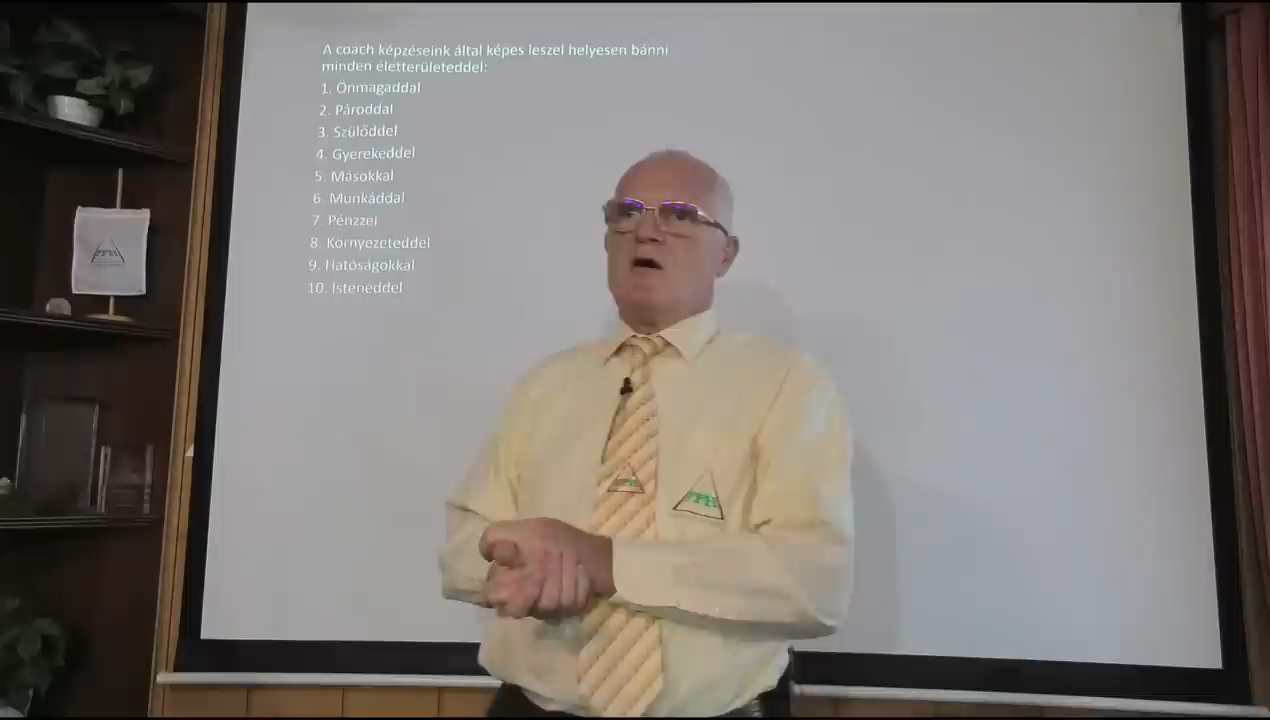 A coach képzéseink által képes leszel helyesen bánni
minden életterületeddel:
1. Önmagaddal
2. Pároddal
3. Szülőddel
4. Gyerekeddel
5. Másokkal
6. Munkáddal
7. Pénzzel
8. Környezeteddel
9. Hatóságokkal
10. Isteneddel